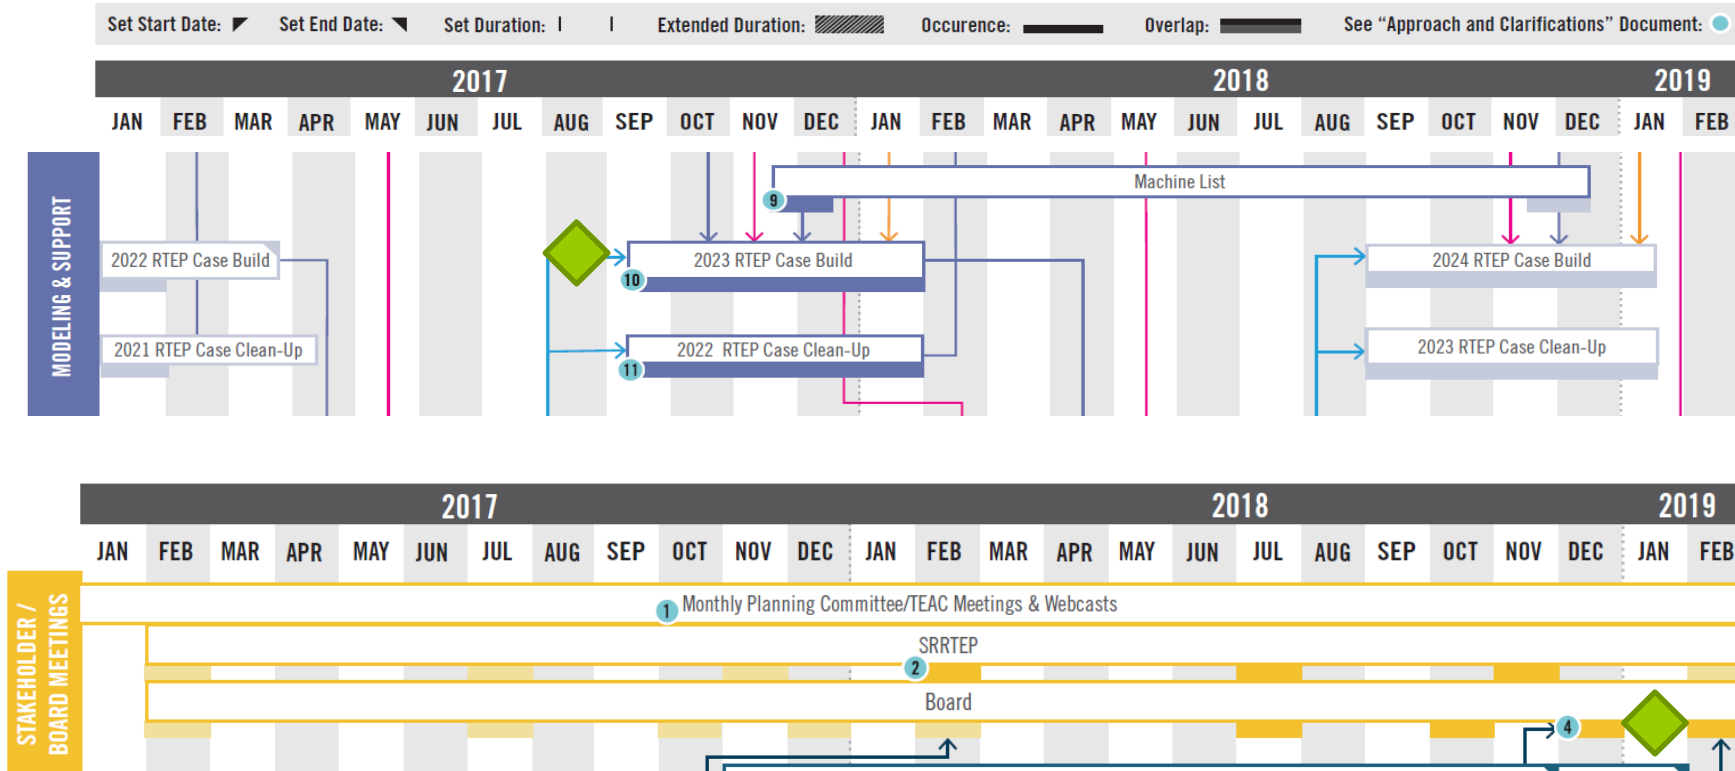 Set Start Date: Set End Date: Set Duration: Extended Duration: Occurence: Overlap: See “Approach and Clarifications” Document:
2017 2018 2019
JAN FEB MAR APR MAY JUN JUL AUG SEP OCT NOV DEC JAN FEB MAR APR MAY JUN JUL AUG SEP OCT NOV DEC JAN FEB
MODELING & SUPPORT
Machine List
9
2022 RTEP Case Build 2023 RTEP Case Build 2024 RTEP Case Build
10
2021 RTEP Case Clean-Up 2022 RTEP Case Clean-Up 2023 RTEP Case Clean-Up
11
2017 2018 2019
JAN FEB MAR APR MAY JUN JUL AUG SEP OCT NOV DEC JAN FEB MAR APR MAY JUN JUL AUG SEP OCT NOV DEC JAN FEB
STAKEHOLDER /
BOARD MEETINGS
1 Monthly Planning Committee/TEAC Meetings & Webcasts
SRRTEP
2
Board
4